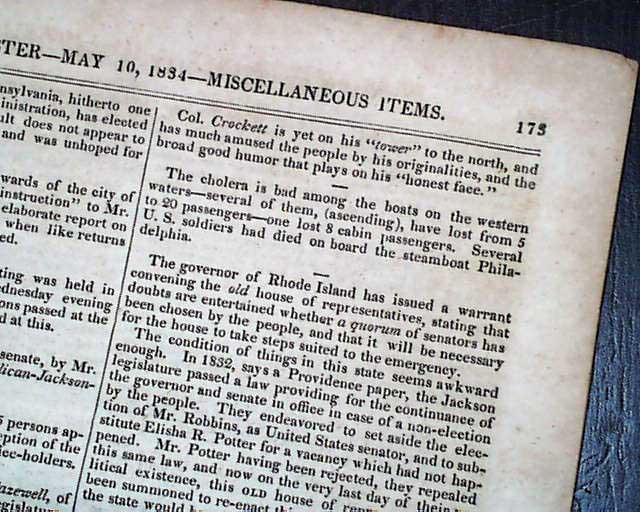 STER—MAY 10, 1834—MISCELLANEOUS ITEMS. 173
nsylvania, hitherto one
inistration, has elected
ult does not appear to
and was unhoped for
wards of the city of
instruction" to Mr.
elaborate report on
when like returns
ed.
ting was held in
dnesday evening
ons passed at the
d at this.
senate, by Mr.
lican-Jackson-
5 persons ap-
ption of the
ice-holders.
azewell, of
legislature
Col. Crockett is yet on his "tower" to the north, and
has much amused the people by his originalities, and the
broad good humor that plays on his "honest face."
The cholera is bad among the boats on the western
waters—several of them, (ascending), have lost from 5
to 20 passengers—one lost 8 cabin passengers. Several
U. S. soldiers had died on board the steamboat Phila-
delphia.
The governor of Rhode Island has issued a warrant
convening the old house of representatives, stating that
doubts are entertained whether a quorum of senators has
been chosen by the people, and that it will be necessary
for the house to take steps suited to the emergency.
The condition of things in this state seems awkward
enough. In 1832, says a Providence paper, the Jackson
legislature passed a law providing for the continuance of
the governor and senate in office in case of a non-election
by the people. They endeavored to set aside the elec-
tion of Mr. Robbins, as United States senator, and to sub-
stitute Elisha R. Potter for a vacancy which had not hap-
pened. Mr. Potter having been rejected, they repealed
this same law, and now on the very last day of their
litical existence, this OLD house of repr
been summoned to re-enact thi
the state would b